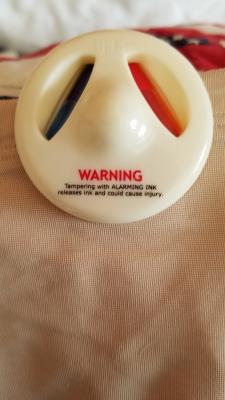 WARNING
Tampering with ALARMING INK
releases ink and could cause injury.